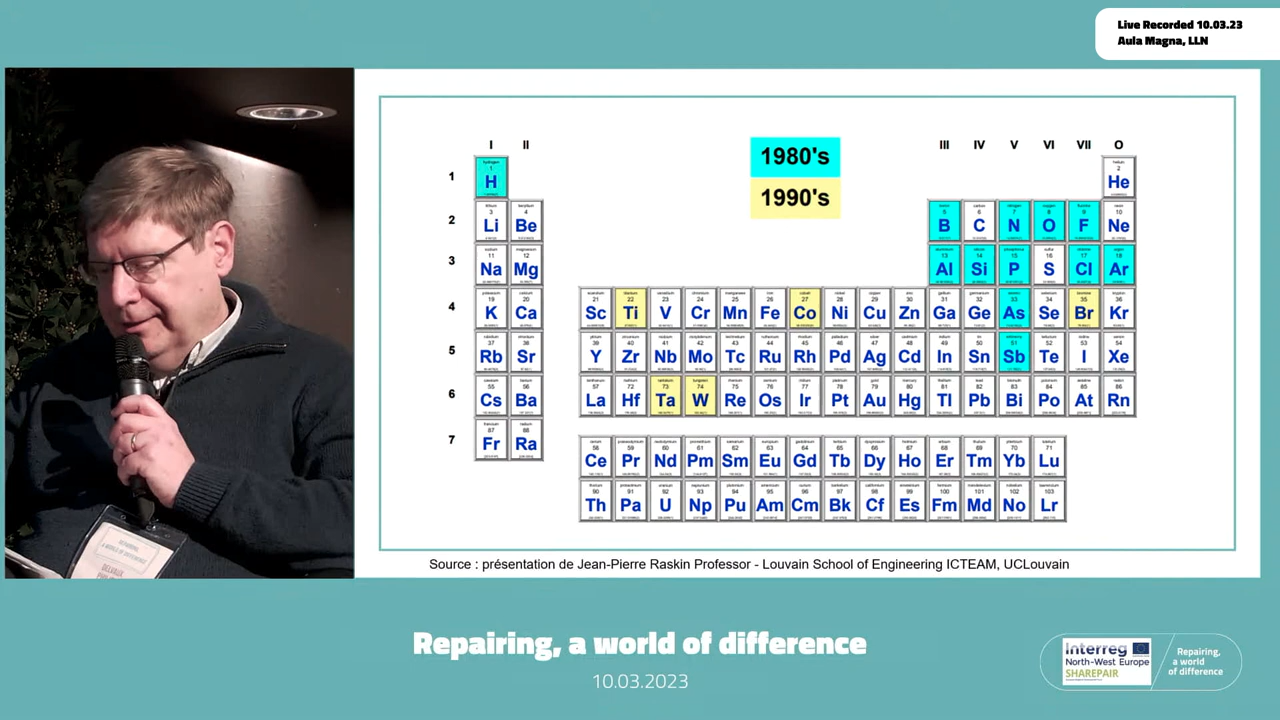 Live Recorded 10.03.23
Aula Magna, LLN
I II III IV V VI VII O
1980's
1990's
1 H He
2 Li Be B C N O F Ne
3 Na Mg Al Si P S Cl Ar
4 K Ca Sc Ti V Cr Mn Fe Co Ni Cu Zn Ga Ge As Se Br Kr
5 Rb Sr Y Zr Nb Mo Tc Ru Rh Pd Ag Cd In Sn Sb Te I Xe
6 Cs Ba La Hf Ta W Re Os Ir Pt Au Hg Tl Pb Bi Po At Rn
7 Fr Ra
Ce Pr Nd Pm Sm Eu Gd Tb Dy Ho Er Tm Yb Lu
Th Pa U Np Pu Am Cm Bk Cf Es Fm Md No Lr
Source : présentation de Jean-Pierre Raskin Professor - Louvain School of Engineering ICTEAM, UCLouvain
REPAIRING,
A WORLD OF DIFFERENCE
DELVAUX
Repairing, a world of difference
10.03.2023
Interreg
North-West Europe
SHAREPAIR
Repairing,
a world
of difference